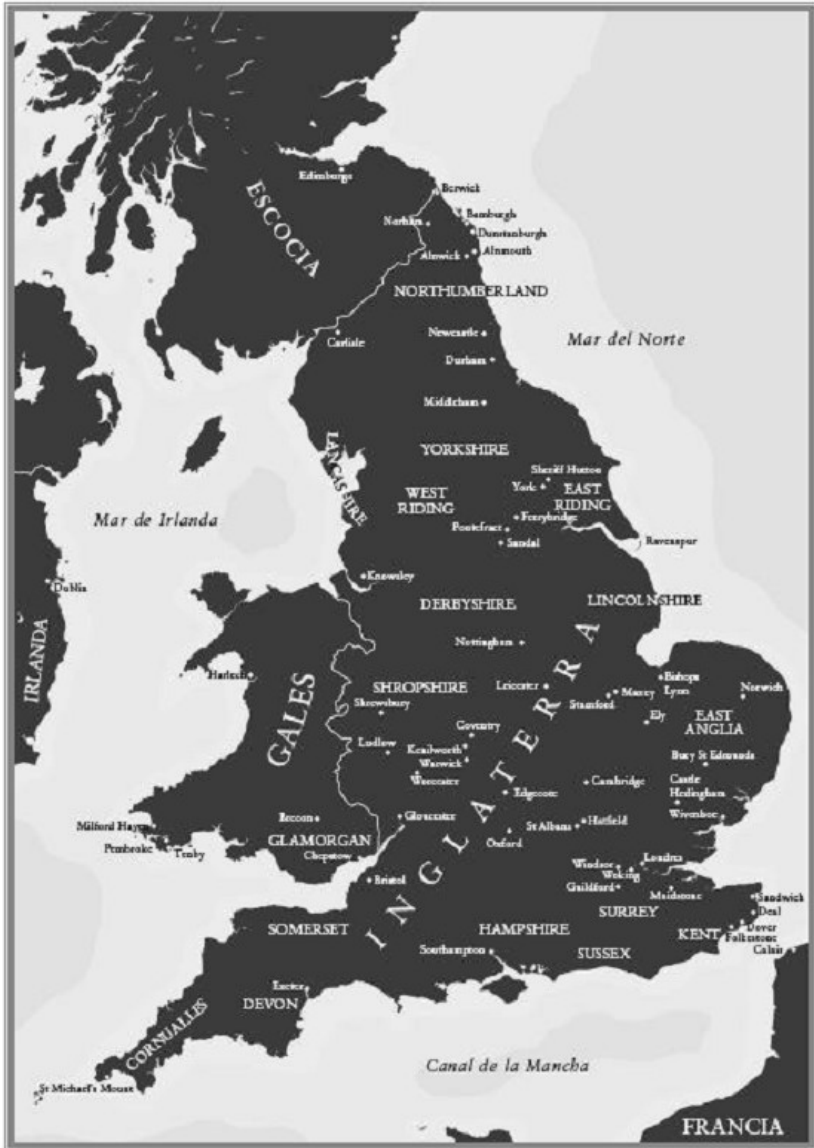 Edimburgo
Berwick
ESCOCIA
Norham
Bamburgh
Dunstanburgh
Alnmouth
Alnwick
NORTHUMBERLAND
Carlisle
Newcastle
Mar del Norte
Durham
Middleham
LANCASHIRE
YORKSHIRE
Sheriff Hutton
York
WEST
RIDING
EAST
RIDING
Mar de Irlanda
Ferrybridge
Pontefract
Sandal
Ravenspur
Dublín
Knowsley
DERBYSHIRE
LINCOLNSHIRE
IRLANDA
Nottingham
Harlech
GALES
SHROPSHIRE
Leicester
Maxey
Stamford
Bishops
Lynn
Norwich
Shrewsbury
Ely
EAST
ANGLIA
Coventry
Ludlow
Kenilworth
Warwick
Worcester
INGLATERRA
Bury St Edmunds
Cambridge
Castle
Hedingham
Edgecote
Milford Haven
Brecon
Gloucester
St Albans
Hatfield
Wivenhoe
Pembroke
Tenby
GLAMORGAN
Oxford
Chepstow
Windsor
Londres
Woking
Bristol
Guildford
Maidstone
Sandwich
Deal
SURREY
SOMERSET
HAMPSHIRE
KENT
Dover
Folkestone
Calais
Southampton
SUSSEX
Exeter
DEVON
CORNUALLES
Canal de la Mancha
FRANCIA